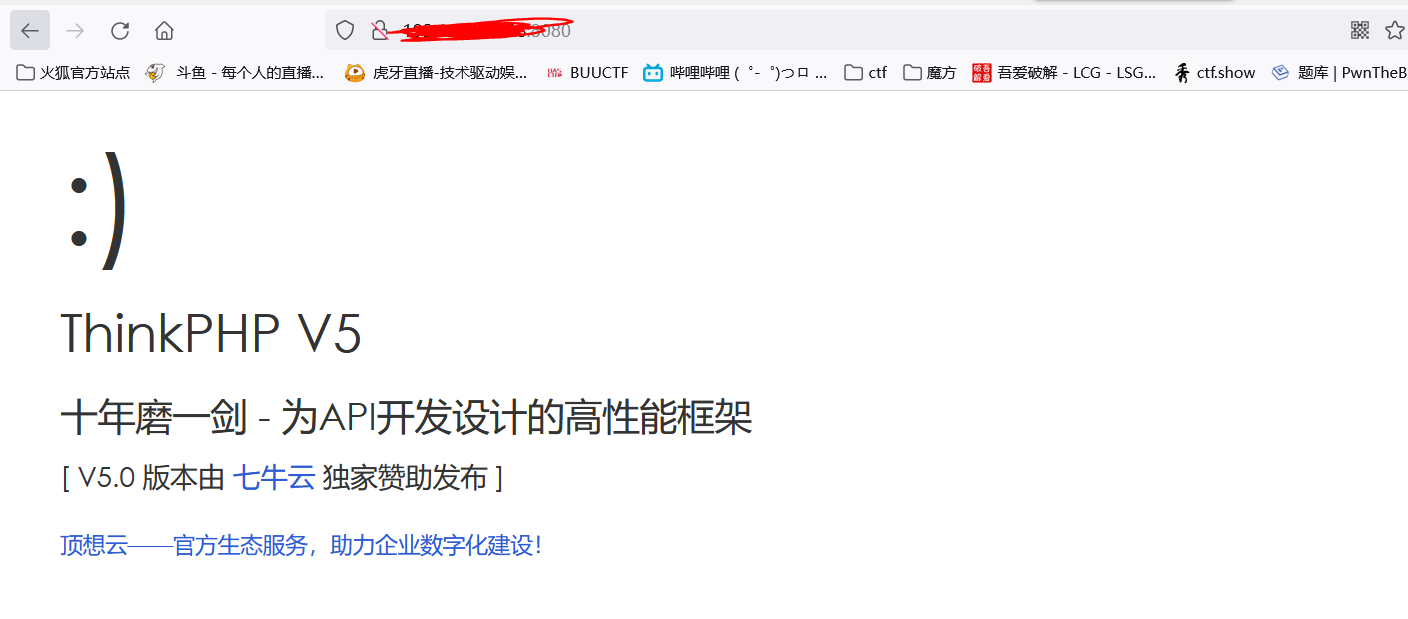 :8080
火狐官方站点 斗鱼 - 每个人的直播... 虎牙直播-技术驱动娱... BUUCTF 哔哩哔哩 ( ゜- ゜)つロ ... ctf 魔方 吾爱破解 - LCG - LSG... ctf.show 题库 | PwnTheB
:)
ThinkPHP V5
十年磨一剑 - 为API开发设计的高性能框架
[ V5.0 版本由 七牛云 独家赞助发布 ]
顶想云——官方生态服务，助力企业数字化建设！